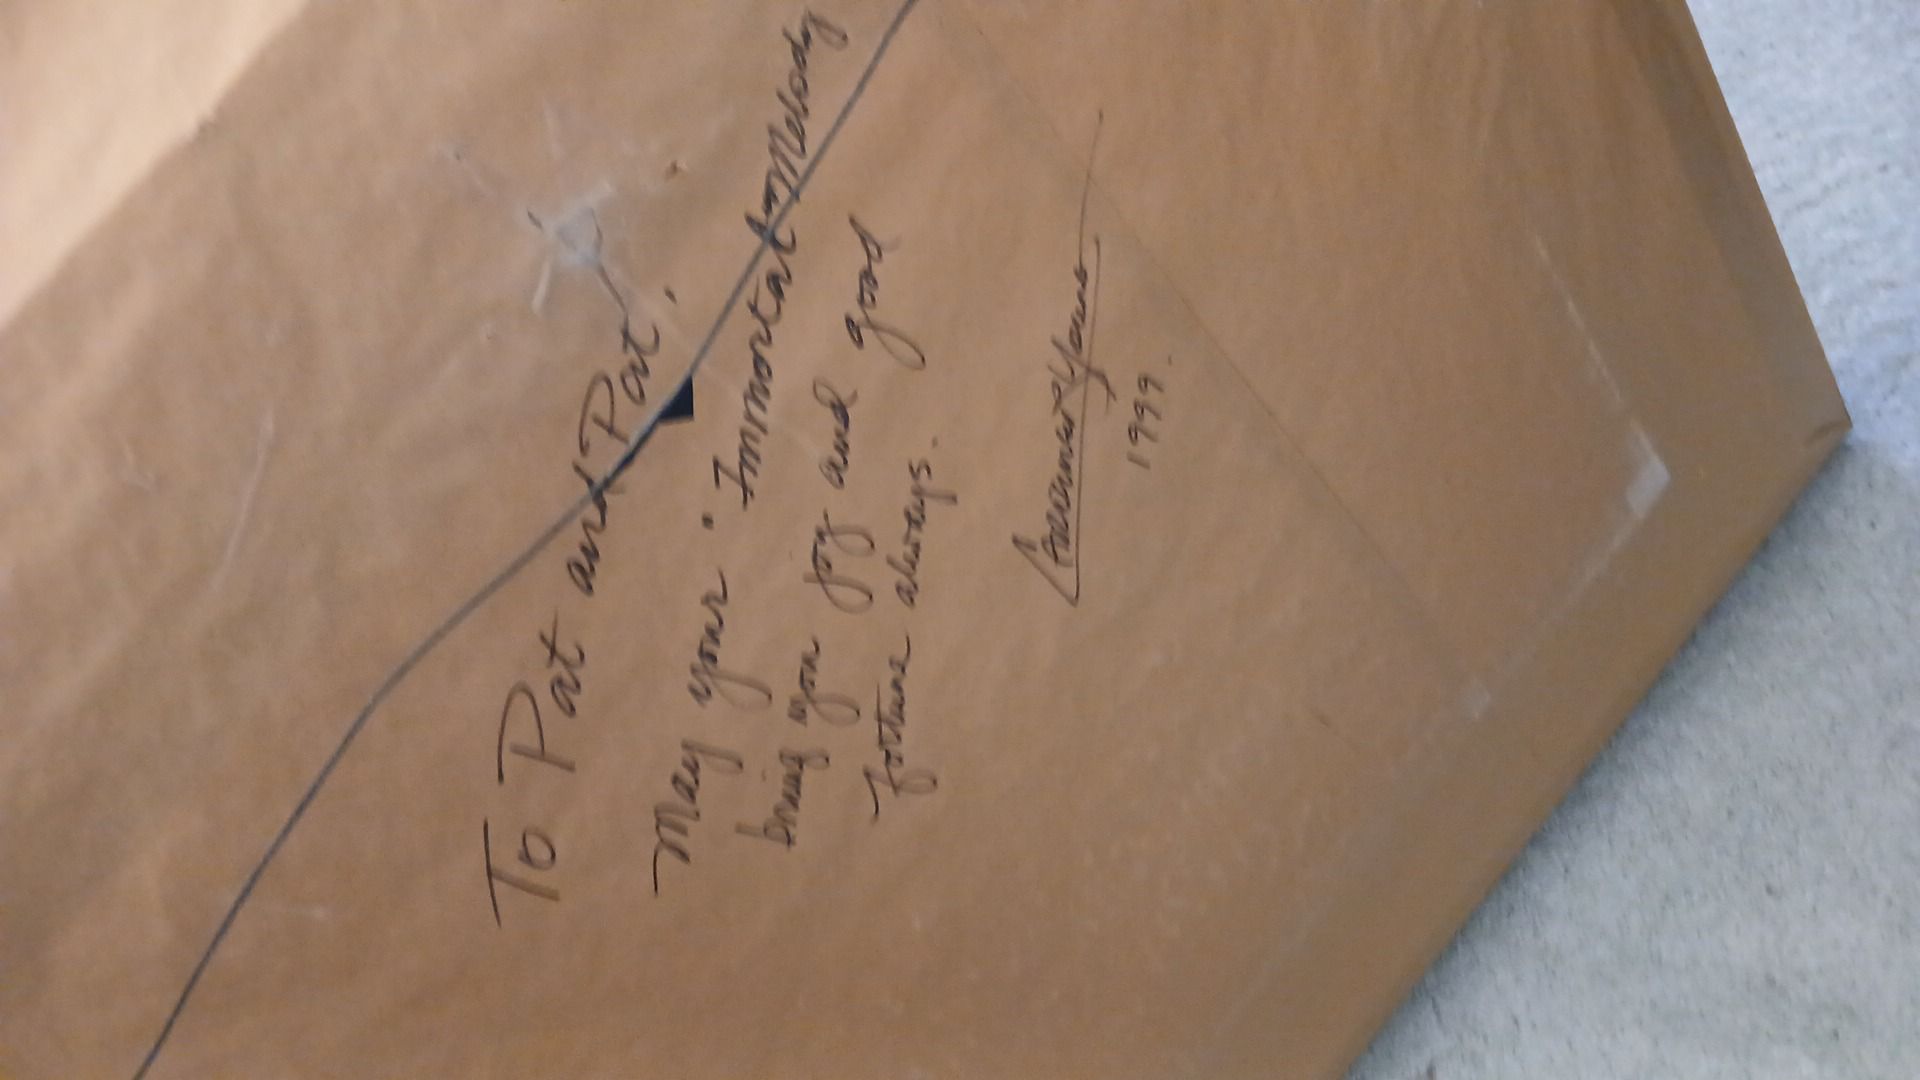 To Pat and Pat,
May your "Immortal Melody
bring you joy and good
fortune always.
1999.